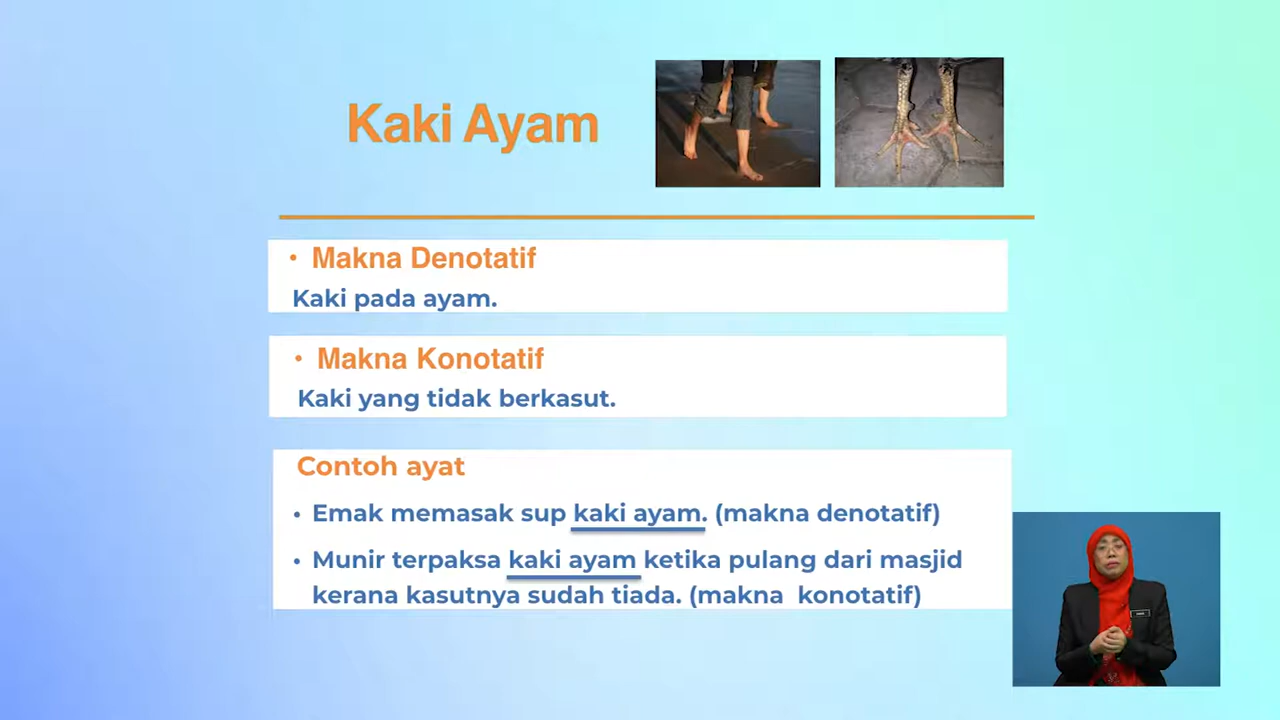 Kaki Ayam
• Makna Denotatif
Kaki pada ayam.
• Makna Konotatif
Kaki yang tidak berkasut.
Contoh ayat
• Emak memasak sup kaki ayam. (makna denotatif)
• Munir terpaksa kaki ayam ketika pulang dari masjid
kerana kasutnya sudah tiada. (makna  konotatif)